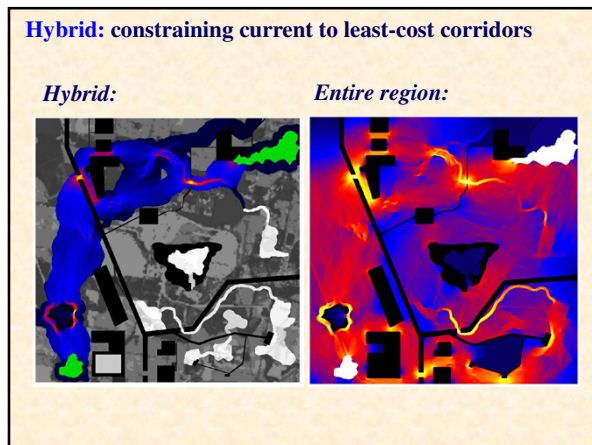 Hybrid: constraining current to least-cost corridors
Hybrid:
Entire region: